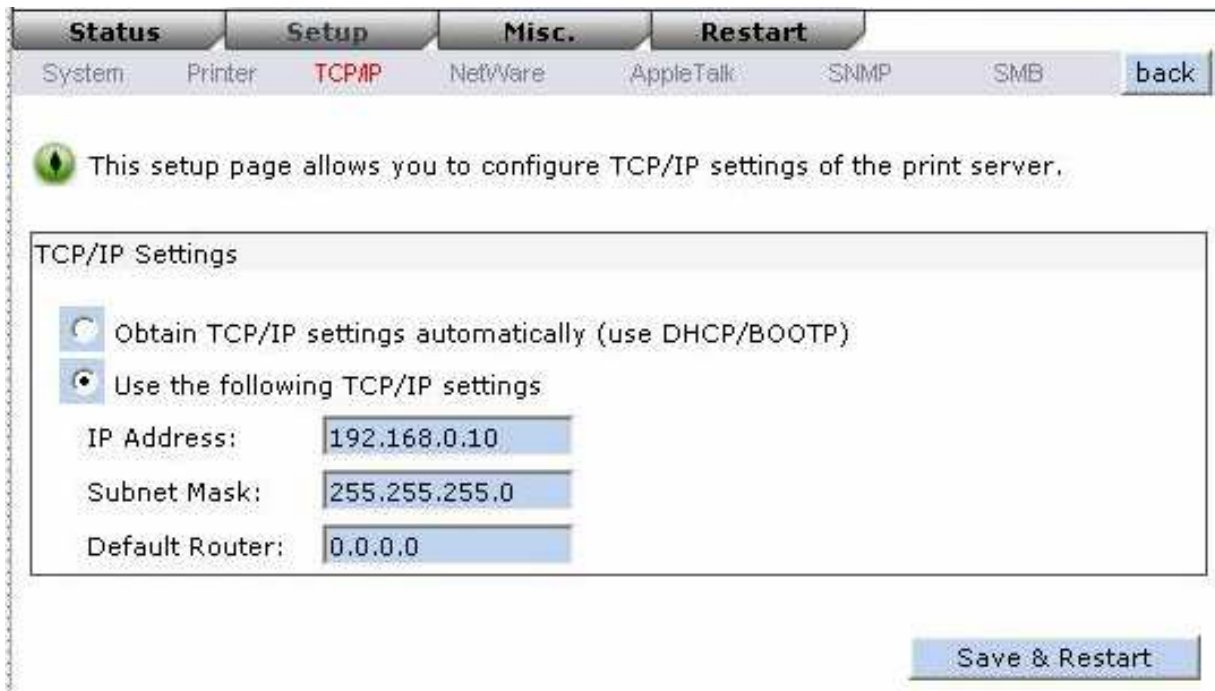 Status Setup Misc. Restart
System Printer TCP/IP NetWare AppleTalk SNMP SMB back
This setup page allows you to configure TCP/IP settings of the print server.
TCP/IP Settings
Obtain TCP/IP settings automatically (use DHCP/BOOTP)
Use the following TCP/IP settings
IP Address: 192.168.0.10
Subnet Mask: 255.255.255.0
Default Router: 0.0.0.0
Save & Restart